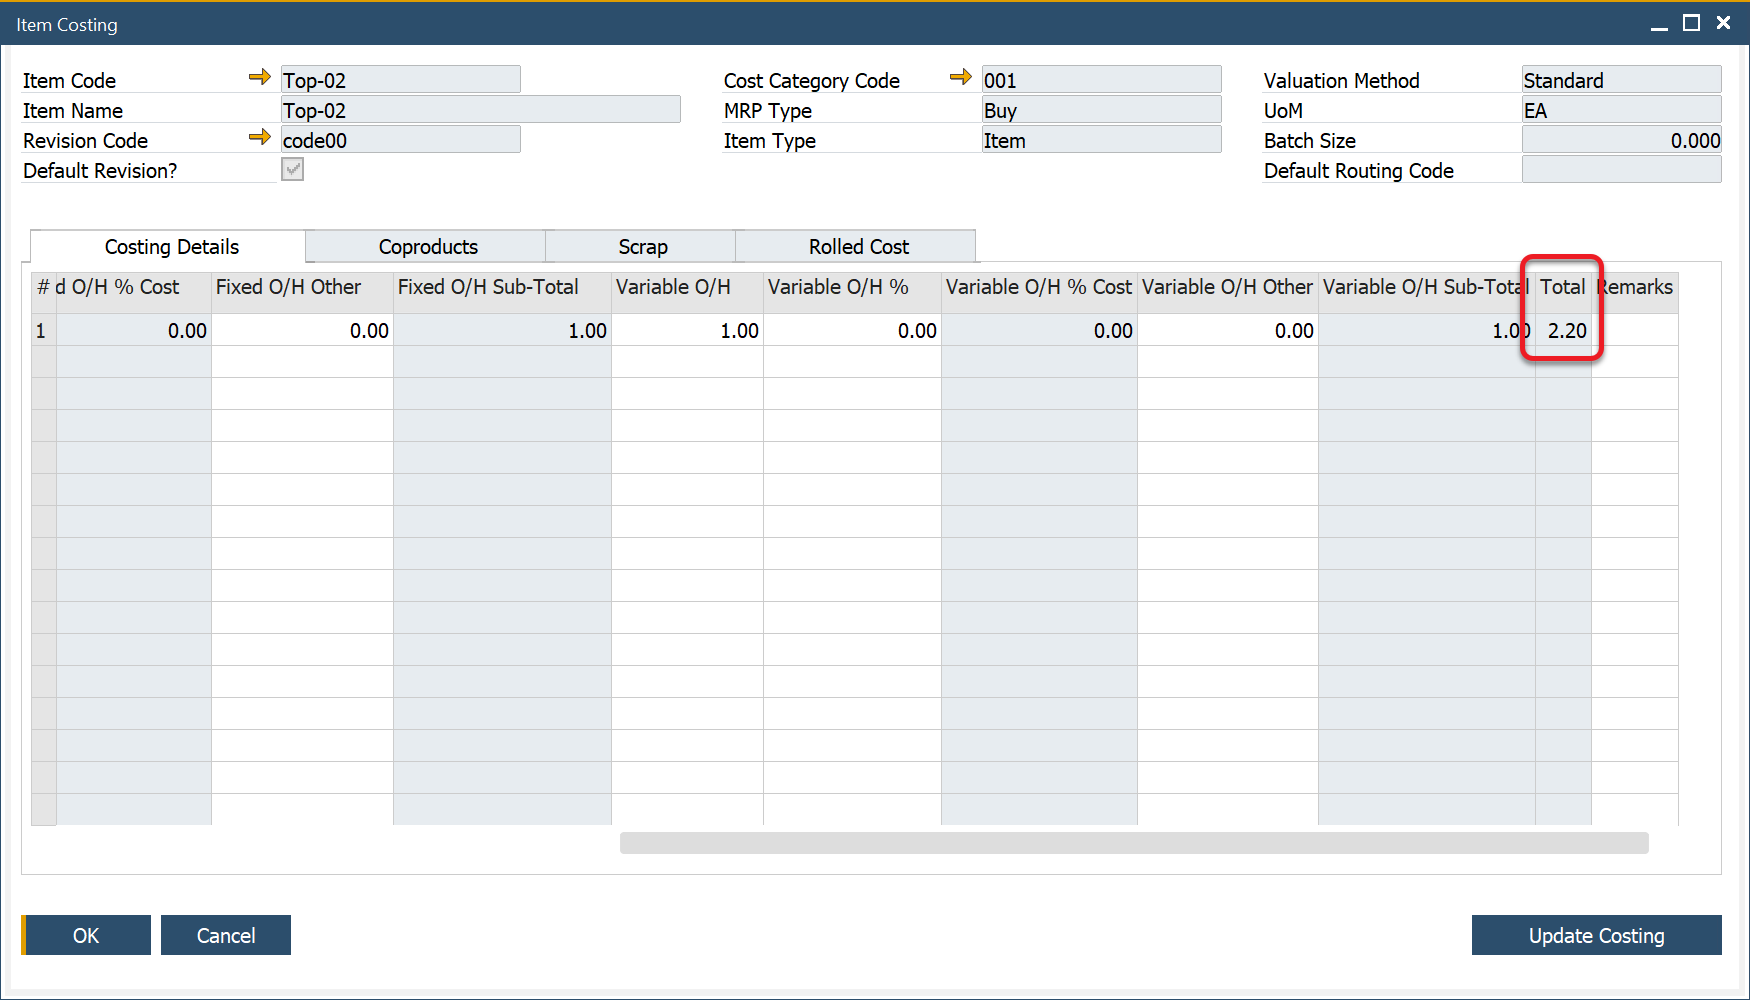 Item Costing
Item Code Top-02 Cost Category Code 001 Valuation Method Standard
Item Name Top-02 MRP Type Buy UoM EA
Revision Code code00 Item Type Item Batch Size 0.000
Default Revision? Default Routing Code
Costing Details Coproducts Scrap Rolled Cost
# d O/H % Cost Fixed O/H Other Fixed O/H Sub-Total Variable O/H Variable O/H % Variable O/H % Cost Variable O/H Other Variable O/H Sub-Total Total Remarks
1 0.00 0.00 1.00 1.00 0.00 0.00 0.00 1.00 2.20
OK Cancel Update Costing